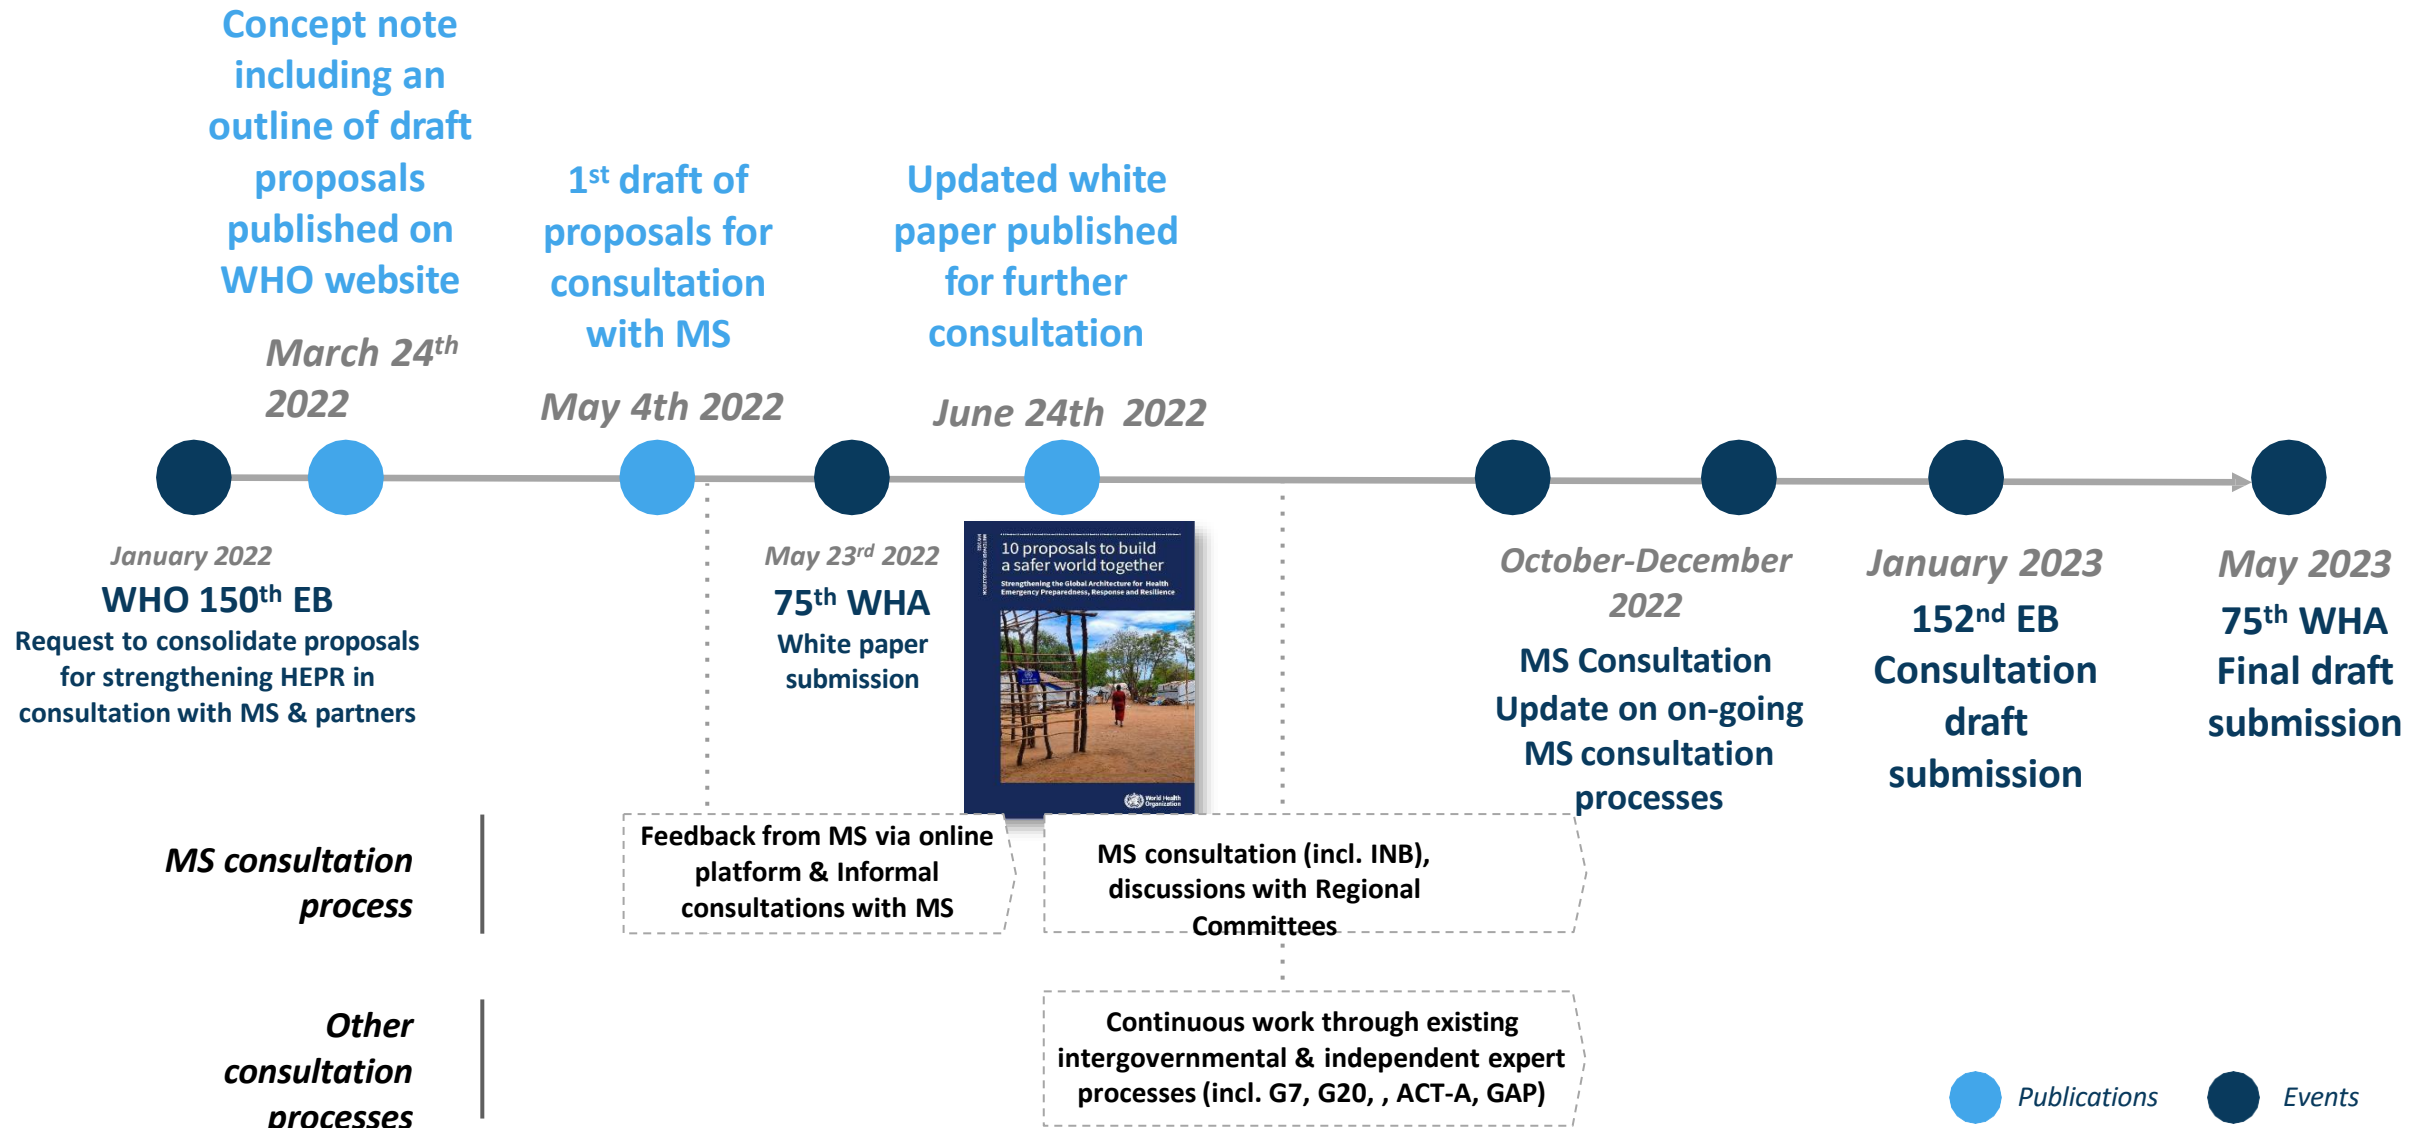 Concept note
including an
outline of draft
proposals
published on
WHO website
March 24th
2022
1st draft of
proposals for
consultation
with MS
May 4th 2022
Updated white
paper published
for further
consultation
June 24th 2022
January 2022
WHO 150th EB
Request to consolidate proposals
for strengthening HEPR in
consultation with MS & partners
May 23rd 2022
75th WHA
White paper
submission
10 proposals to build
a safer world together
Strengthening the Global Architecture for Health
Emergency Preparedness, Response and Resilience
World Health
Organization
October-December
2022
MS Consultation
Update on on-going
MS consultation
processes
January 2023
152nd EB
Consultation
draft
submission
May 2023
75th WHA
Final draft
submission
MS consultation
process
Feedback from MS via online
platform & Informal
consultations with MS
MS consultation (incl. INB),
discussions with Regional
Committees
Other
consultation
processes
Continuous work through existing
intergovernmental & independent expert
processes (incl. G7, G20, , ACT-A, GAP)
Publications
Events